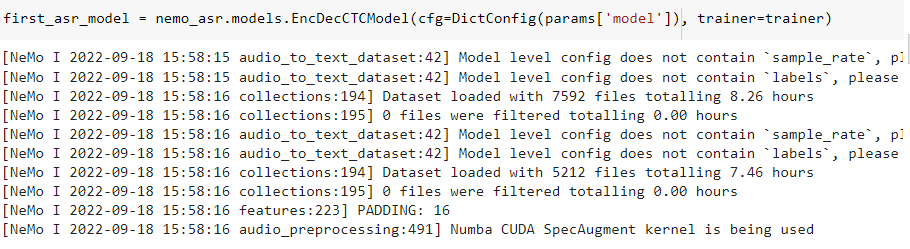 first_asr_model = nemo_asr.models.EncDecCTCModel(cfg=DictConfig(params['model']), trainer=trainer)
[NeMo I 2022-09-18 15:58:15 audio_to_text_dataset:42] Model level config does not contain `sample_rate`,
[NeMo I 2022-09-18 15:58:15 audio_to_text_dataset:42] Model level config does not contain `labels`, please
[NeMo I 2022-09-18 15:58:16 collections:194] Dataset loaded with 7592 files totalling 8.26 hours
[NeMo I 2022-09-18 15:58:16 collections:195] 0 files were filtered totalling 0.00 hours
[NeMo I 2022-09-18 15:58:16 audio_to_text_dataset:42] Model level config does not contain `sample_rate`,
[NeMo I 2022-09-18 15:58:16 audio_to_text_dataset:42] Model level config does not contain `labels`, please
[NeMo I 2022-09-18 15:58:16 collections:194] Dataset loaded with 5212 files totalling 7.46 hours
[NeMo I 2022-09-18 15:58:16 collections:195] 0 files were filtered totalling 0.00 hours
[NeMo I 2022-09-18 15:58:16 features:223] PADDING: 16
[NeMo I 2022-09-18 15:58:16 audio_preprocessing:491] Numba CUDA SpecAugment kernel is being used